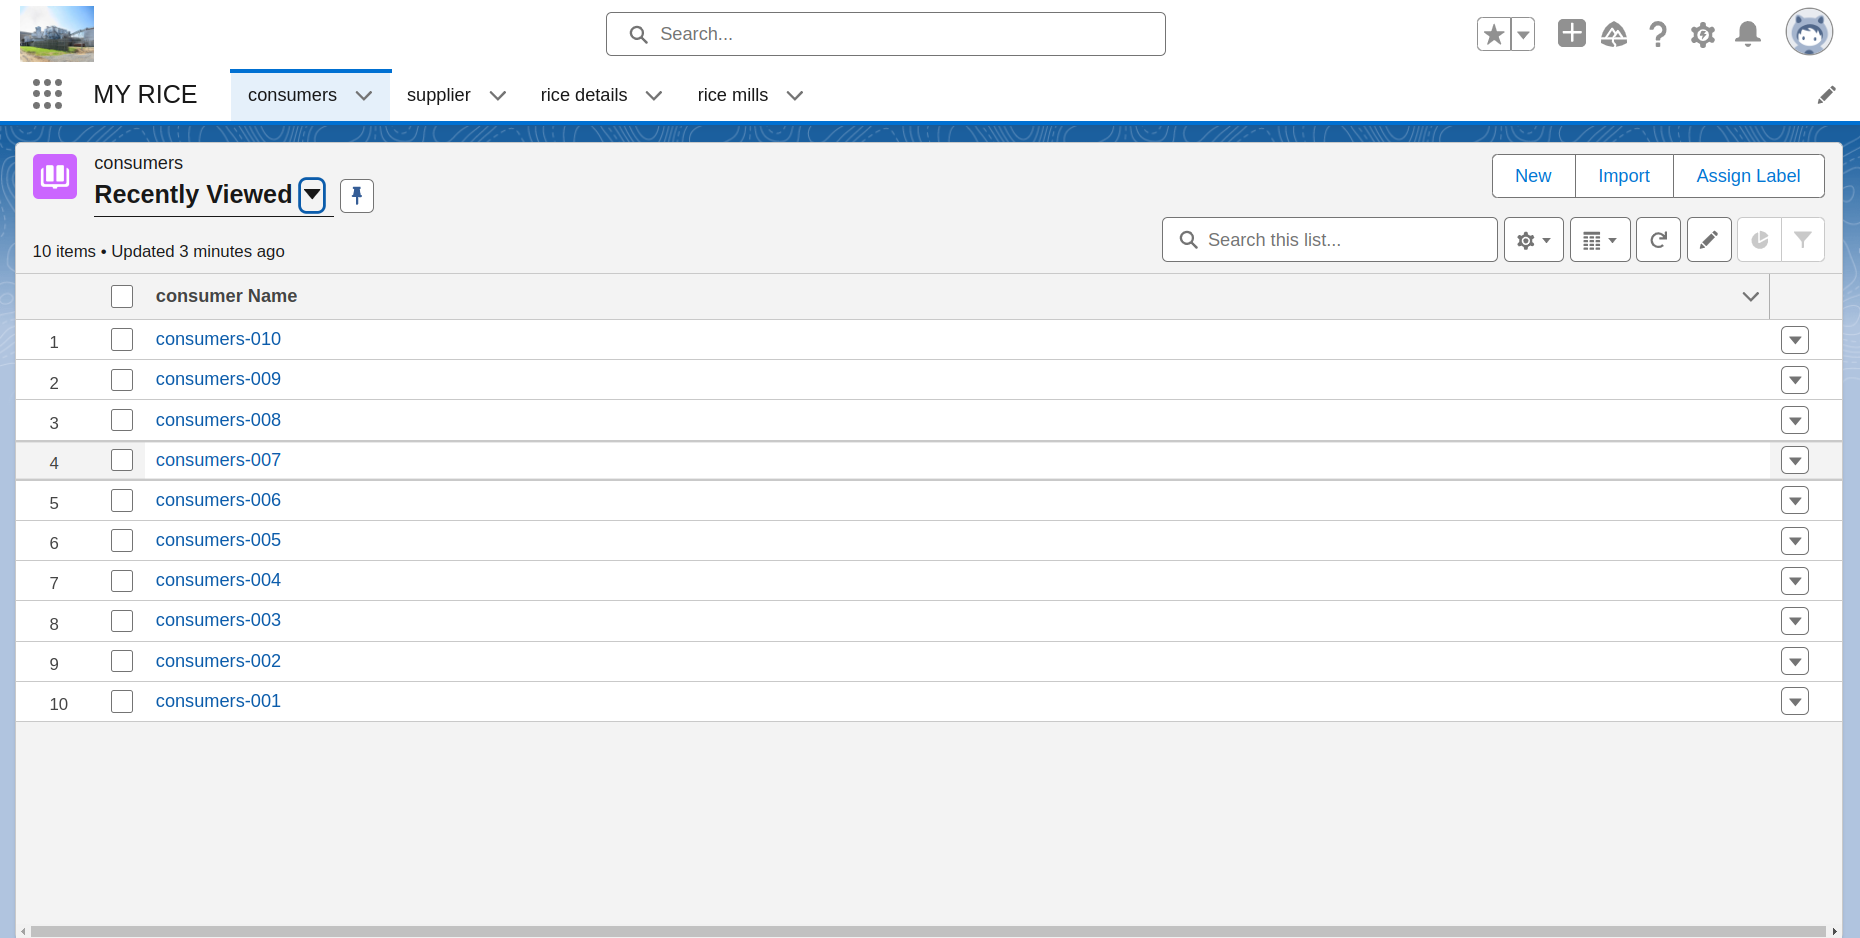 Search...
MY RICE
consumers
supplier
rice details
rice mills
consumers
Recently Viewed
New
Import
Assign Label
10 items • Updated 3 minutes ago
Search this list...
consumer Name
1 consumers-010
2 consumers-009
3 consumers-008
4 consumers-007
5 consumers-006
6 consumers-005
7 consumers-004
8 consumers-003
9 consumers-002
10 consumers-001